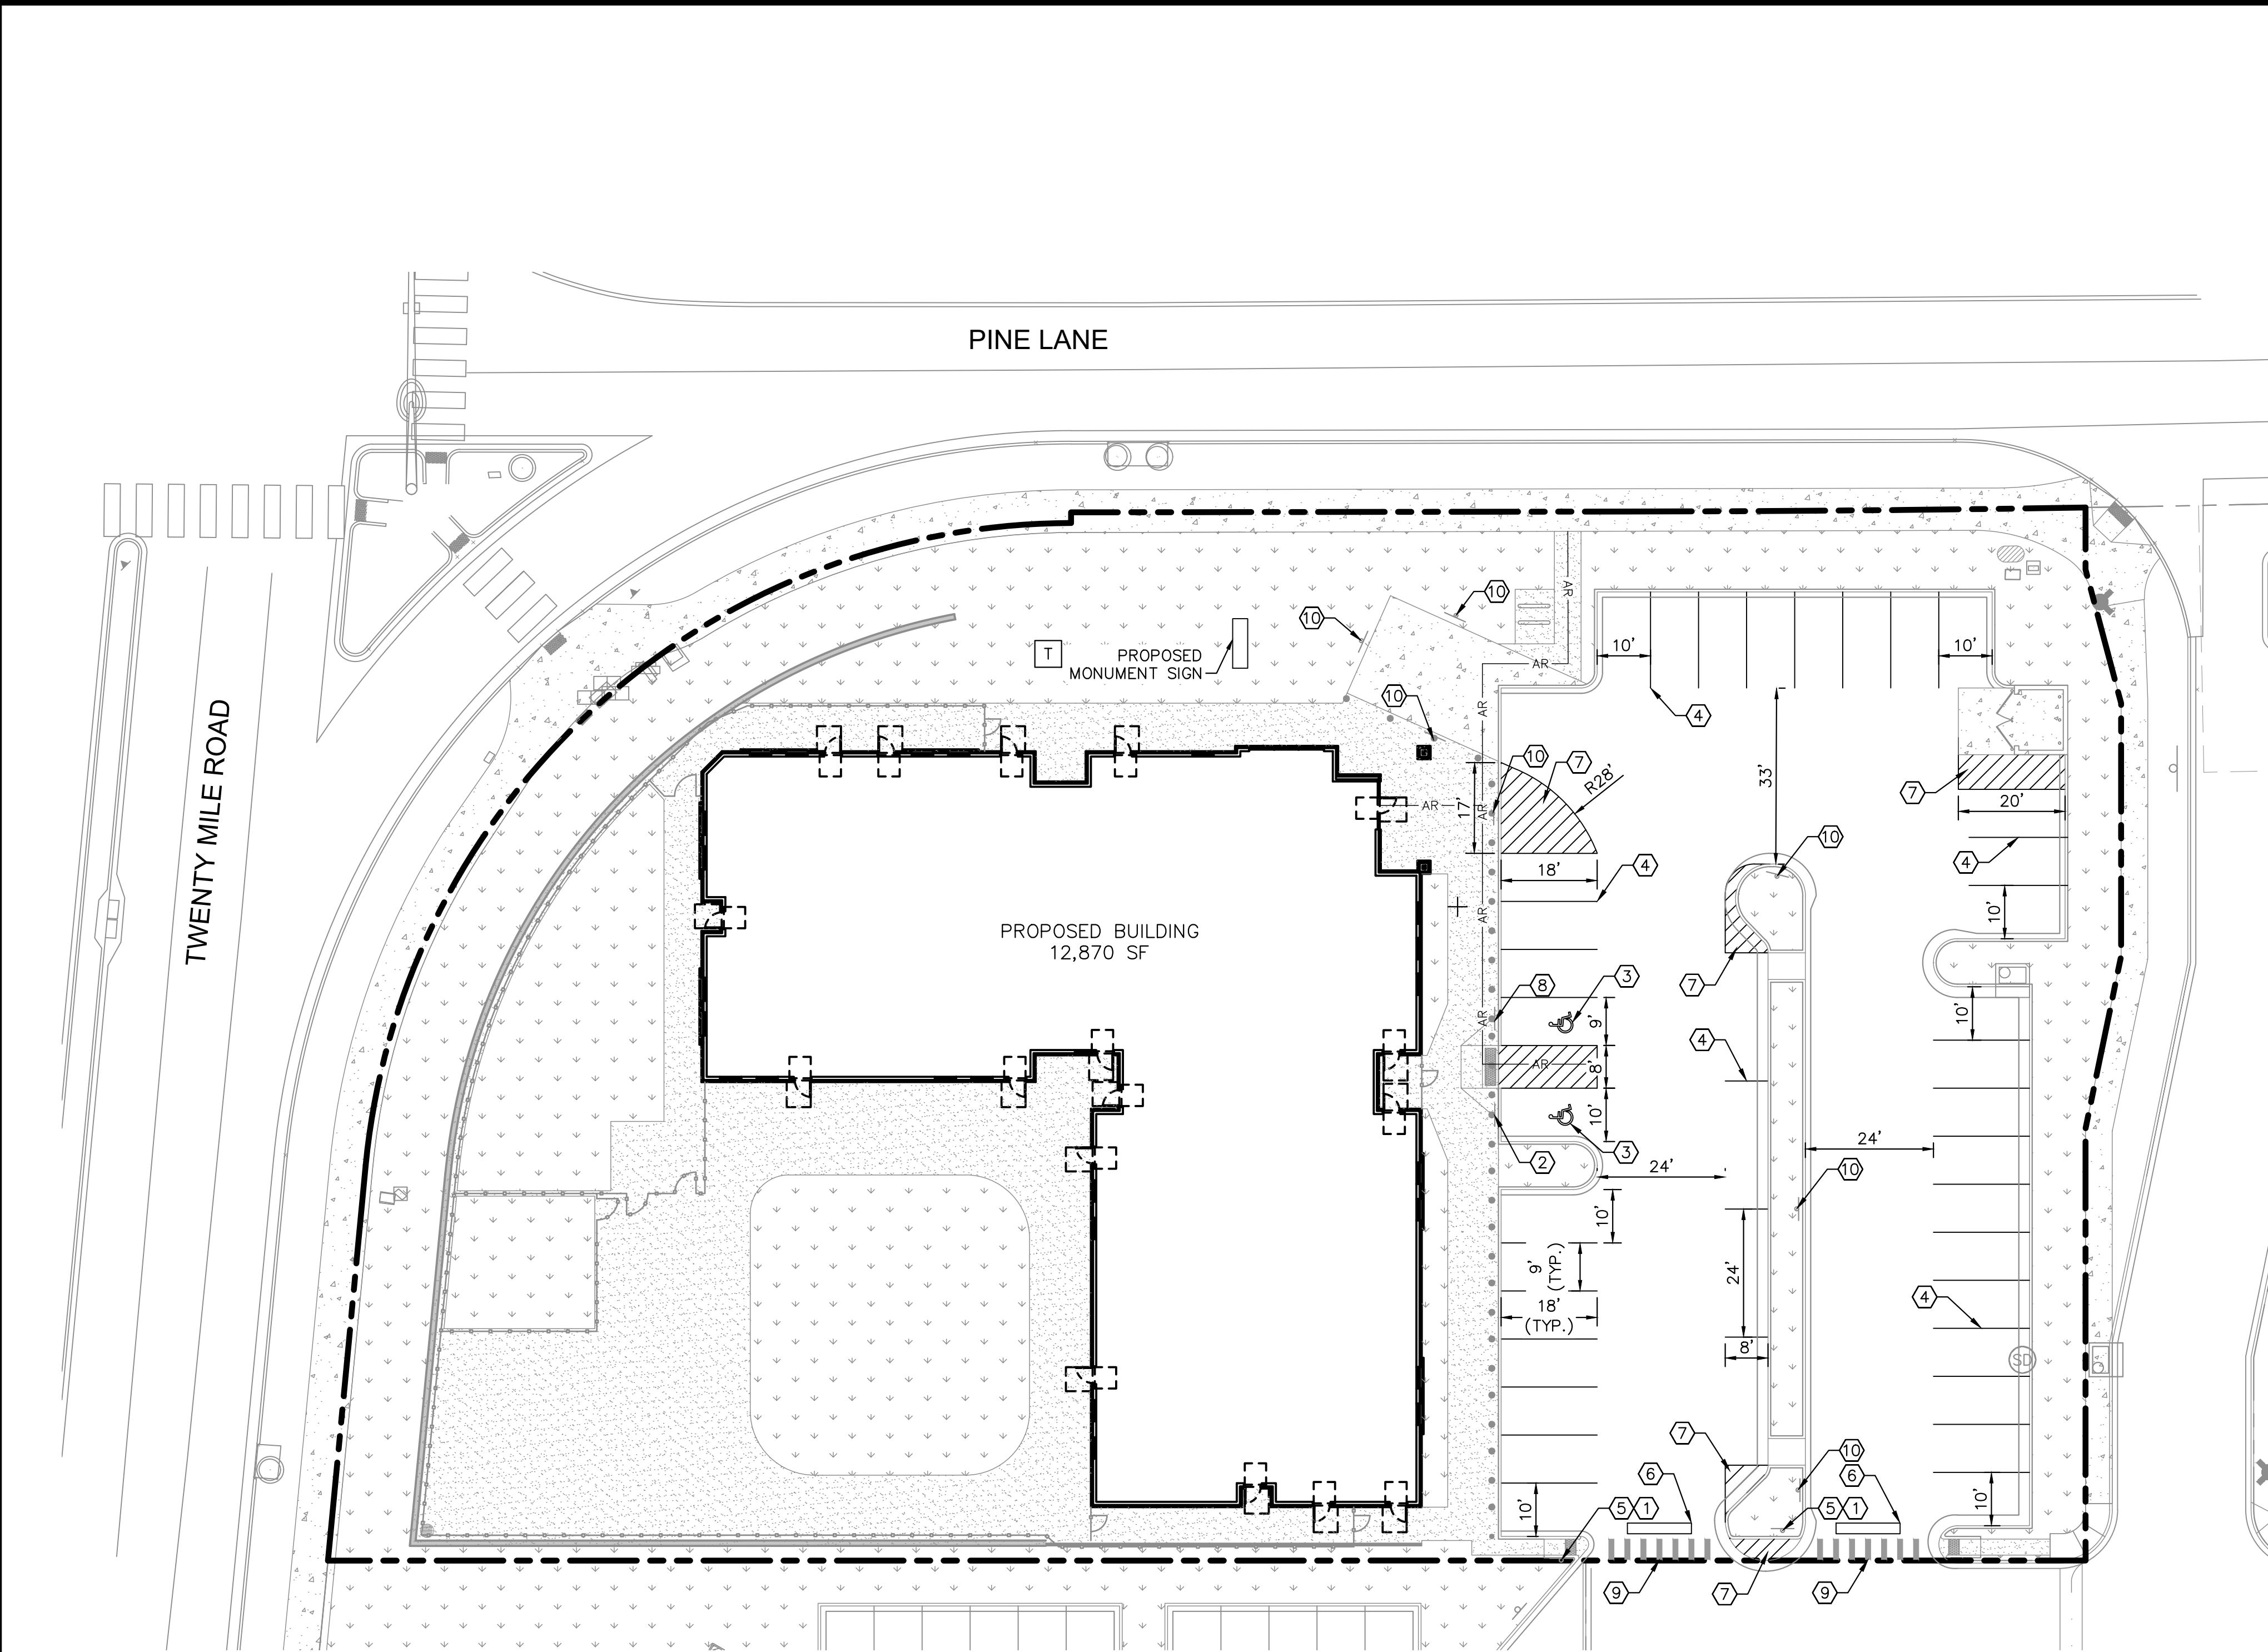 PINE LANE
TWENTY MILE ROAD
10
10
AR
T
PROPOSED
MONUMENT SIGN
AR
10'
10'
10
AR
4
10
7
R28'
33'
7
20'
AR
AR
17'
10
18'
4
4
PROPOSED BUILDING
12,870 SF
AR
10'
8
3
7
10'
AR
9'
4
AR
8'
10'
2
3
24'
24'
10
10'
9'
(TYP.)
24'
4
18'
(TYP.)
8'
SD
7
10
6
6
10'
10'
5
1
5
1
9
7
9